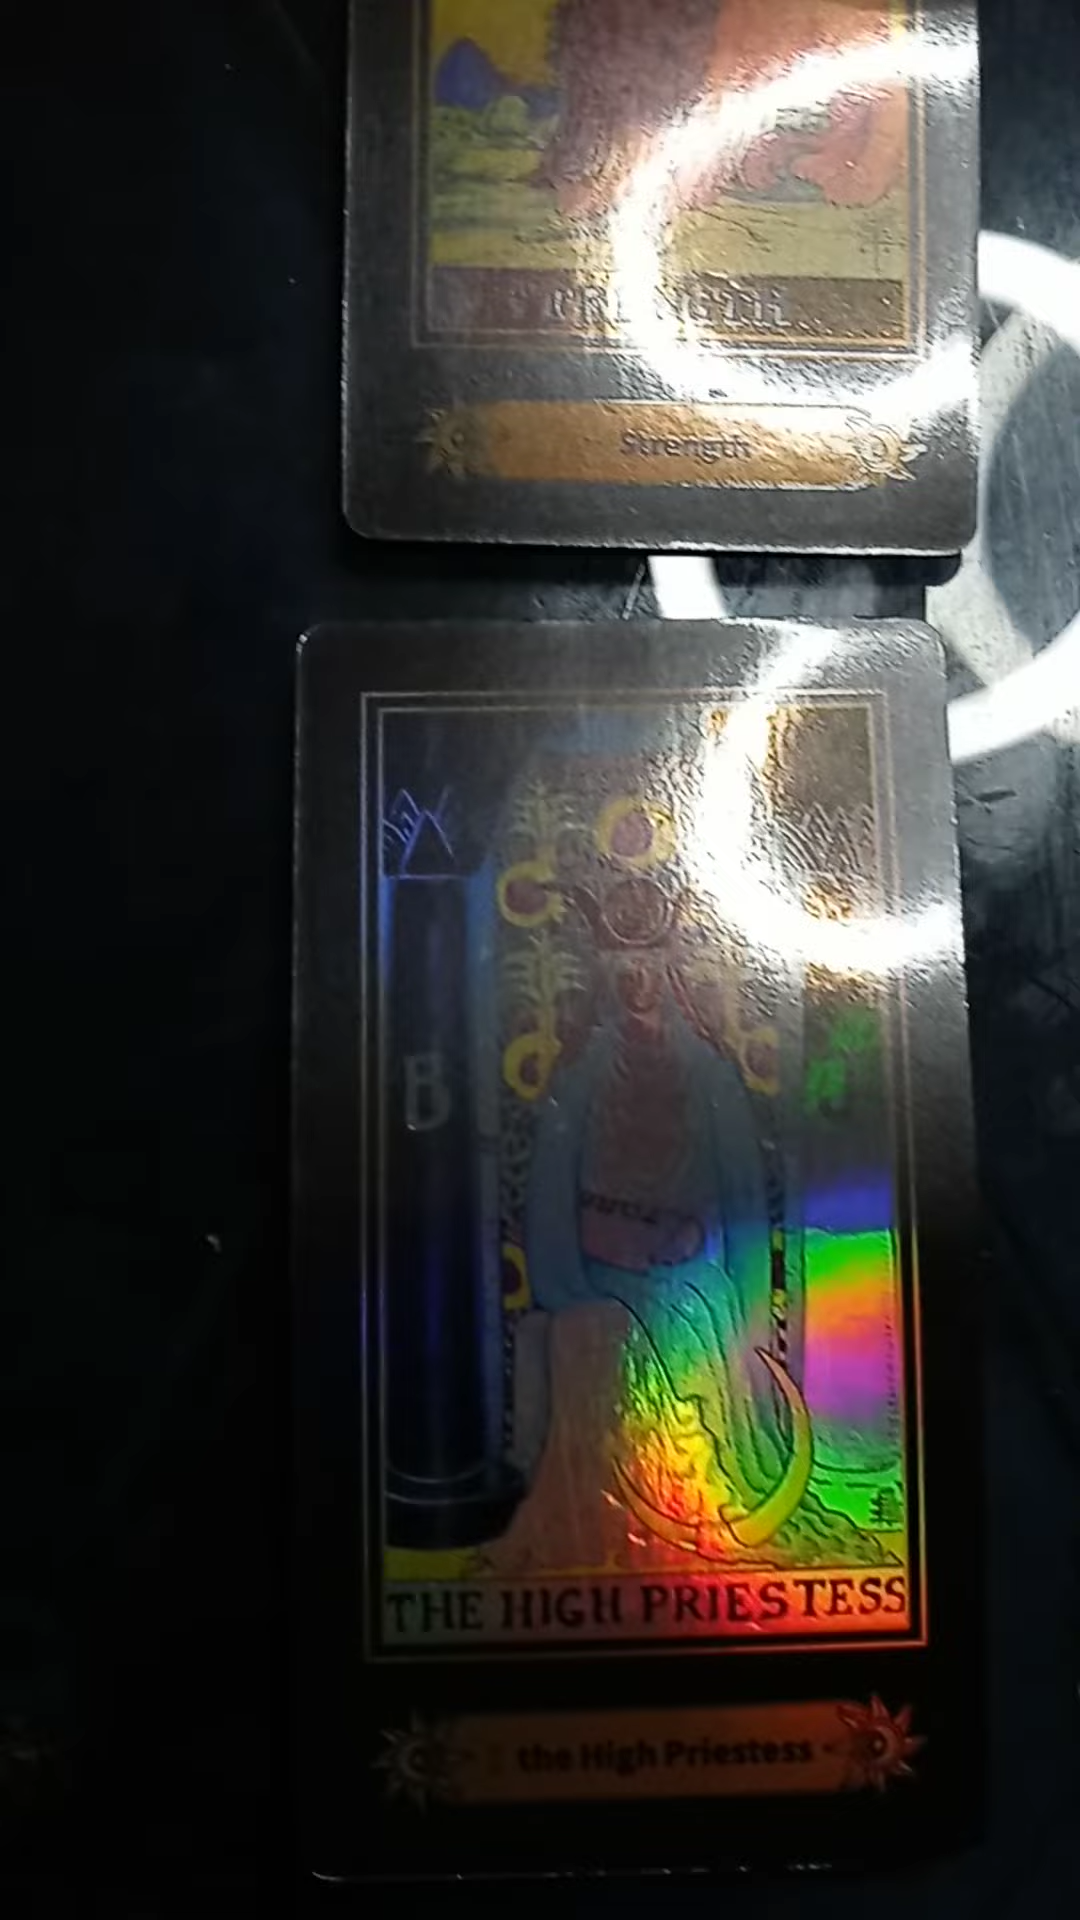 STRENGTH
Strength
B
THE HIGH PRIESTESS
the High Priestess